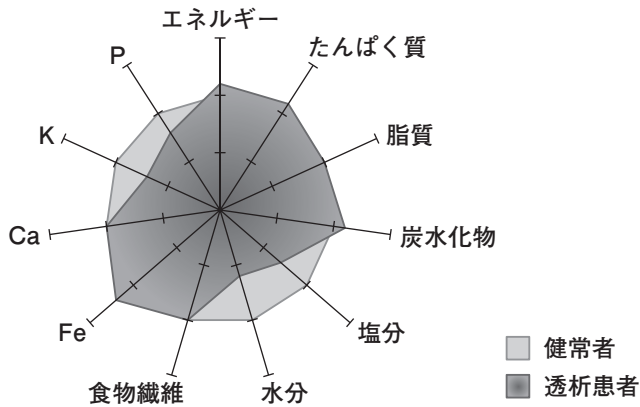 エネルギー
たんぱく質
脂質
炭水化物
塩分
水分
食物繊維
Fe
Ca
K
P
健常者
透析患者